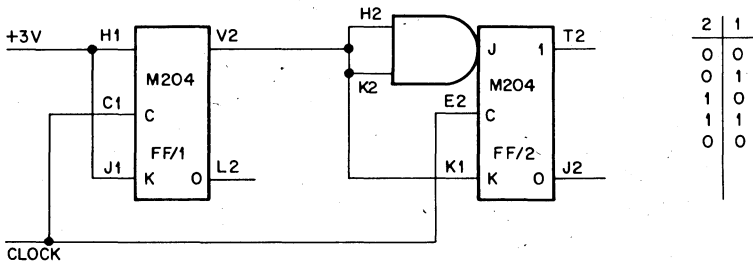 +3V H1 V2 H2 T2 2 1
J 1
0 0
M204 K2 M204 0 1
C1 E2 1 0
C C 1 1
FF/1 FF/2 0 0
J1 L2 K1 J2
K 0 K 0
CLOCK